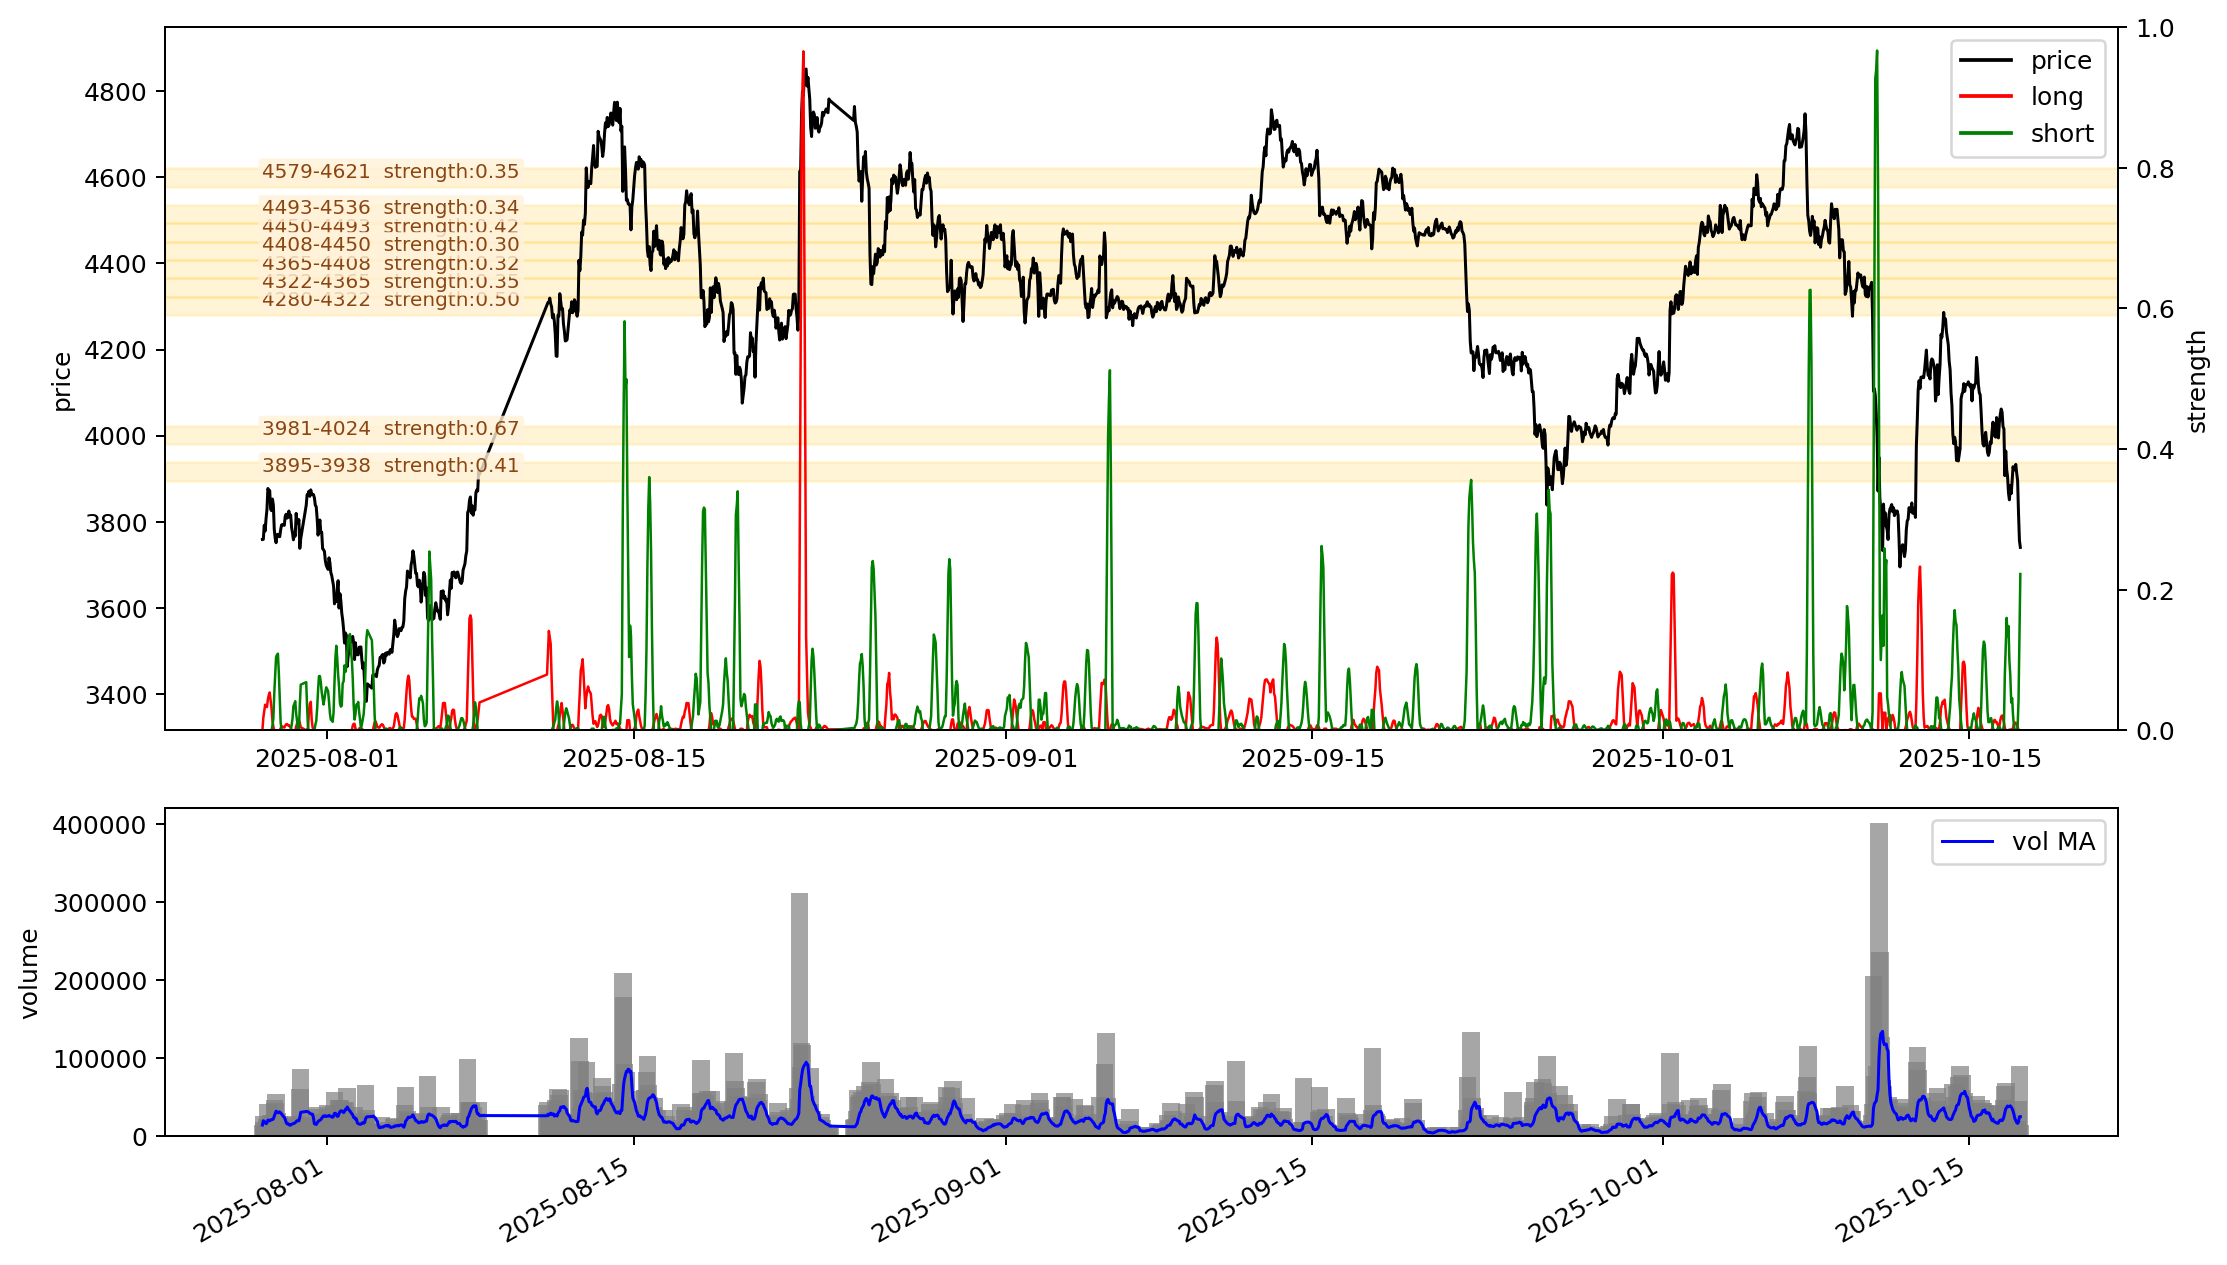 4800
4600
4400
4200
4000
3800
3600
3400
price
4579-4621 strength:0.35
4493-4536 strength:0.34
4450-4493 strength:0.42
4408-4450 strength:0.30
4365-4408 strength:0.32
4322-4365 strength:0.35
4280-4322 strength:0.50
3981-4024 strength:0.67
3895-3938 strength:0.41
price
long
short
1.0
0.8
0.6
0.4
0.2
0.0
strength
2025-08-01
2025-08-15
2025-09-01
2025-09-15
2025-10-01
2025-10-15
400000
300000
200000
100000
0
volume
vol MA
2025-08-01
2025-08-15
2025-09-01
2025-09-15
2025-10-01
2025-10-15